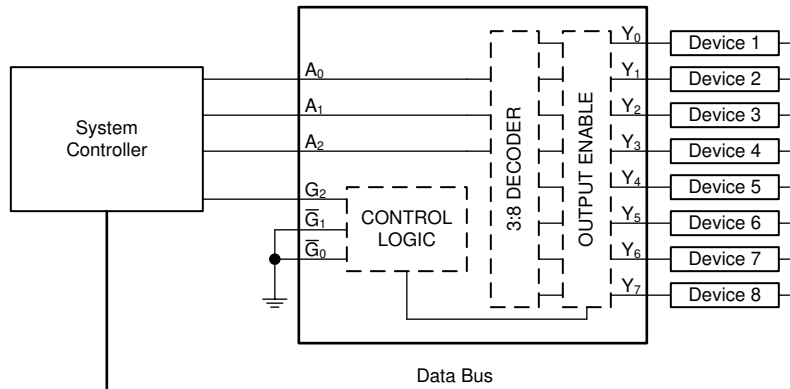 System
Controller
A0
A1
A2
G2
G̅1
G̅0
CONTROL
LOGIC
3:8 DECODER
OUTPUT ENABLE
Y0
Y1
Y2
Y3
Y4
Y5
Y6
Y7
Device 1
Device 2
Device 3
Device 4
Device 5
Device 6
Device 7
Device 8
Data Bus